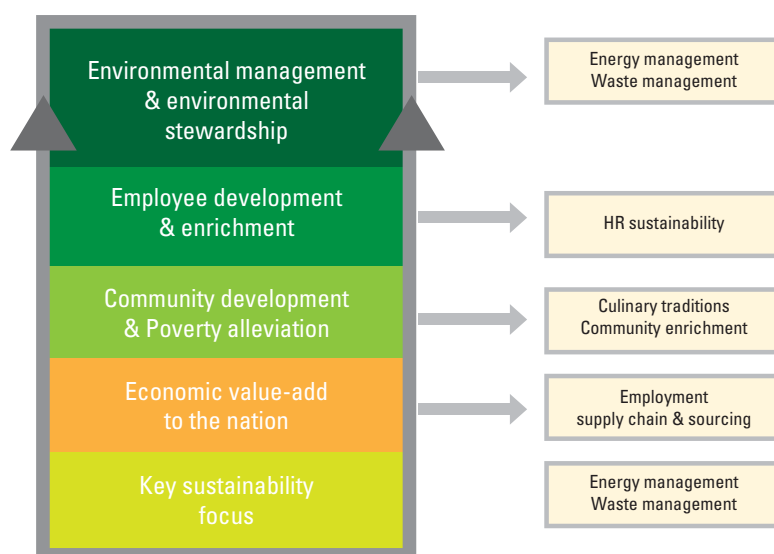 Environmental management
& environmental
stewardship
Energy management
Waste management
Employee development
& enrichment
HR sustainability
Community development
& Poverty alleviation
Culinary traditions
Community enrichment
Economic value-add
to the nation
Employment
supply chain & sourcing
Key sustainability
focus
Energy management
Waste management